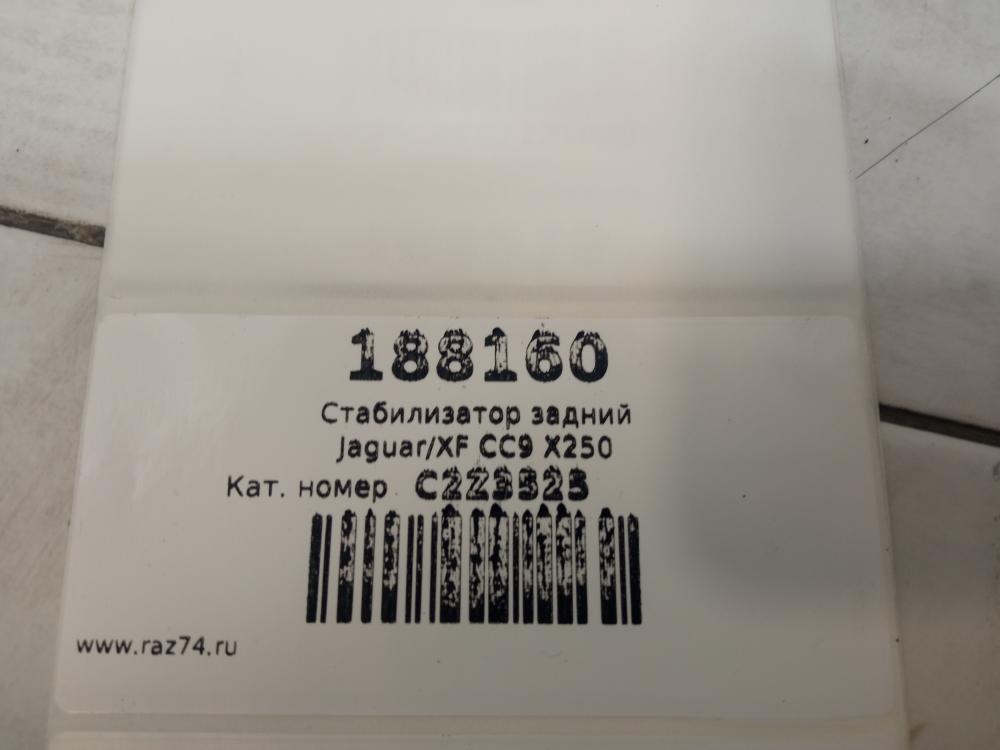 188160
Стабилизатор задний
Jaguar/XF CC9 X250
Кат. номер C2Z3525
www.raz74.ru